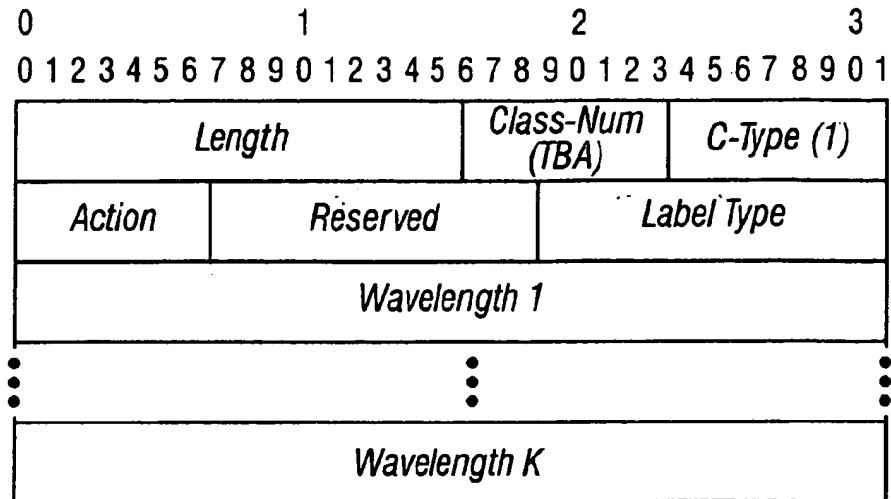 0 1 2 3
0 1 2 3 4 5 6 7 8 9 0 1 2 3 4 5 6 7 8 9 0 1 2 3 4 5 6 7 8 9 0 1
Length Class-Num (TBA) C-Type (1)
Action Reserved Label Type
Wavelength 1
Wavelength K